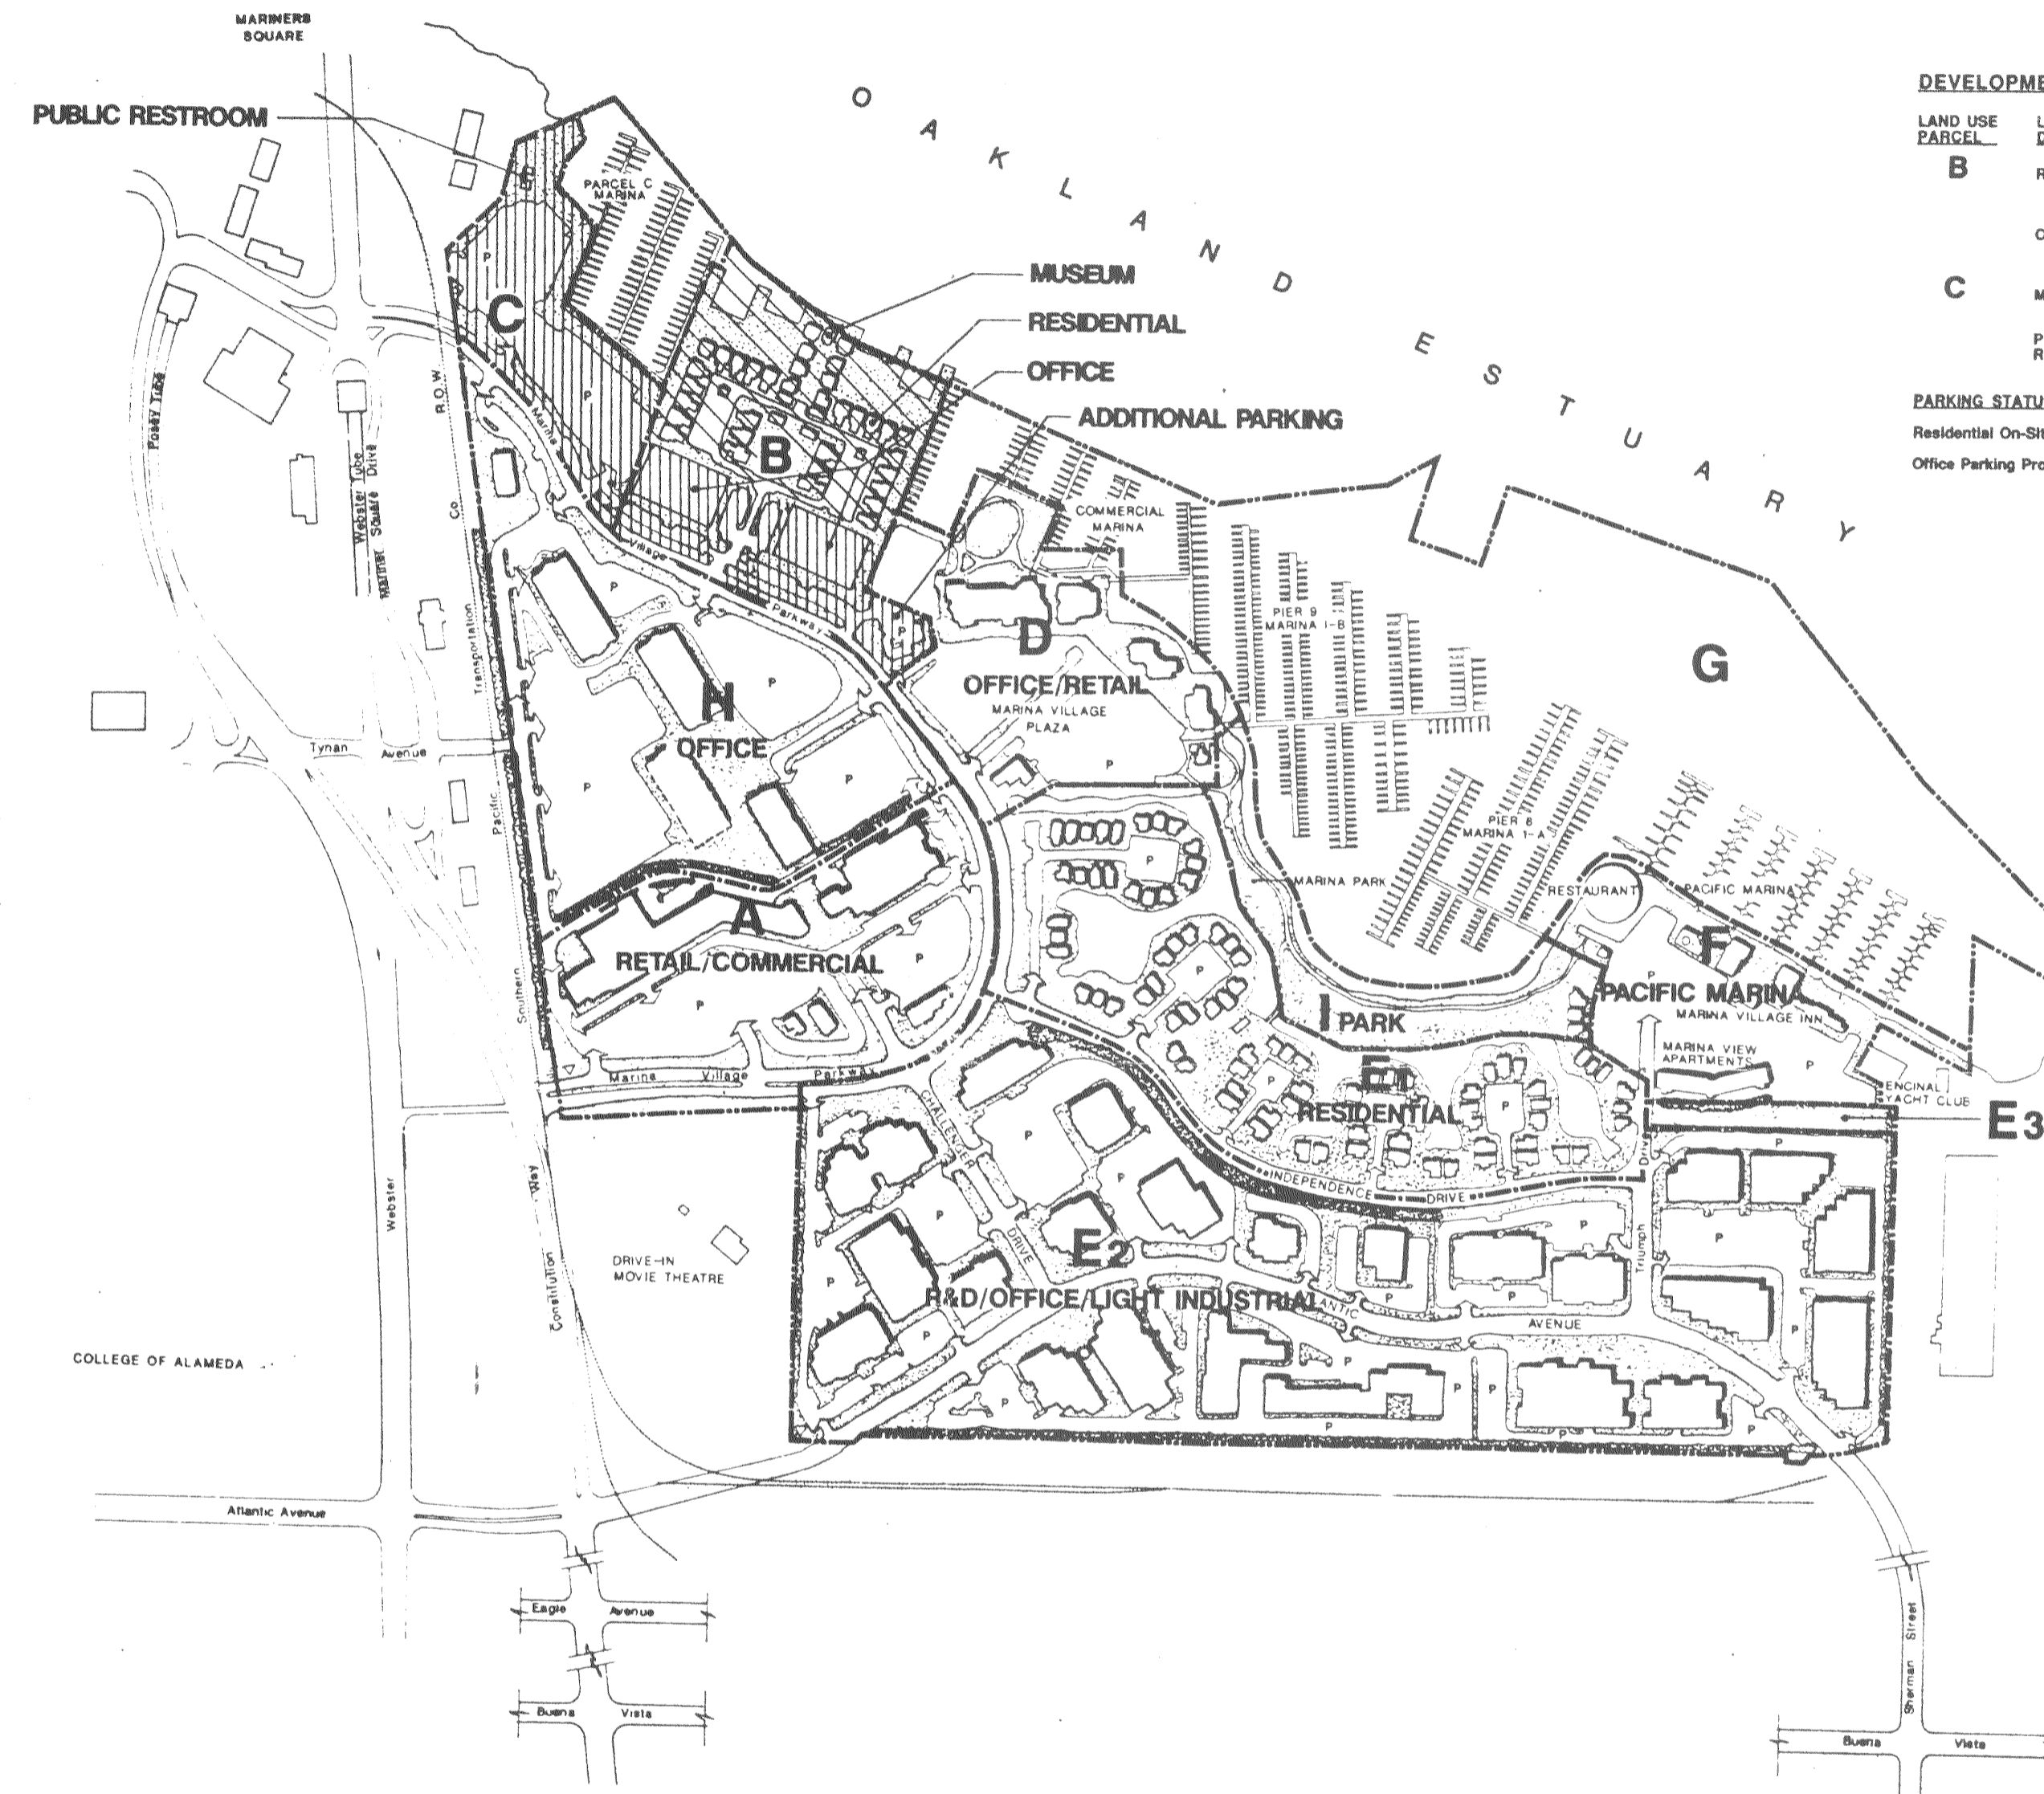 MARINERS
SQUARE
PUBLIC RESTROOM
OAKLAND ESTUARY
DEVELOPME
LAND USE
PARCEL
B
C
PARKING STATU
Residential On-Sit
Office Parking Pro
PARCEL C
MARINA
MUSEUM
RESIDENTIAL
OFFICE
ADDITIONAL PARKING
C
P
P
B
R.O.W.
Co
Transportation
Pacific
Southern
Posey Tube
Webster Tube
Mariner Square Drive
Marina
Village
Parkway
COMMERCIAL
MARINA
PIER 9
MARINA 1-B
G
D
OFFICE/RETAIL
MARINA VILLAGE
PLAZA
P
P
H
OFFICE
P
P
P
P
Tynan Avenue
PIER 8
MARINA 1-A
MARINA PARK
RESTAURANT
PACIFIC MARINA
A
RETAIL/COMMERCIAL
P
P
P
P
F
P
PACIFIC MARINA
MARINA VILLAGE INN
I PARK
MARINA VIEW
APARTMENTS
P
ENCINAL
YACHT CLUB
E3
Marina Village Parkway
E1
RESIDENTIAL
P
P
CHALLENGER
DRIVE
INDEPENDENCE DRIVE
Triumph
Drive
P
P
P
P
P
P
E2
R&D/OFFICE/LIGHT INDUSTRIAL
ANTIC
AVENUE
P
P
P
P
P
P
P
P
P
P
P
P
P
DRIVE-IN
MOVIE THEATRE
Webster
Constitution
Way
COLLEGE OF ALAMEDA
Atlantic Avenue
Eagle Avenue
Buena Vista
Sherman Street
Buena Vista